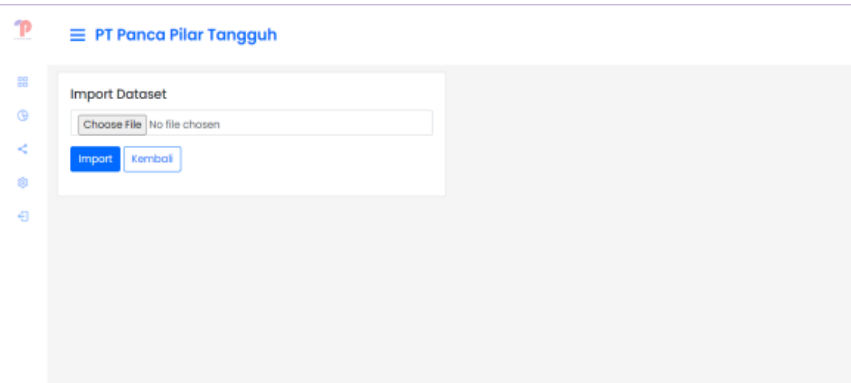 PT Panca Pilar Tangguh
Import Dataset
Choose File No file chosen
Import Kembali